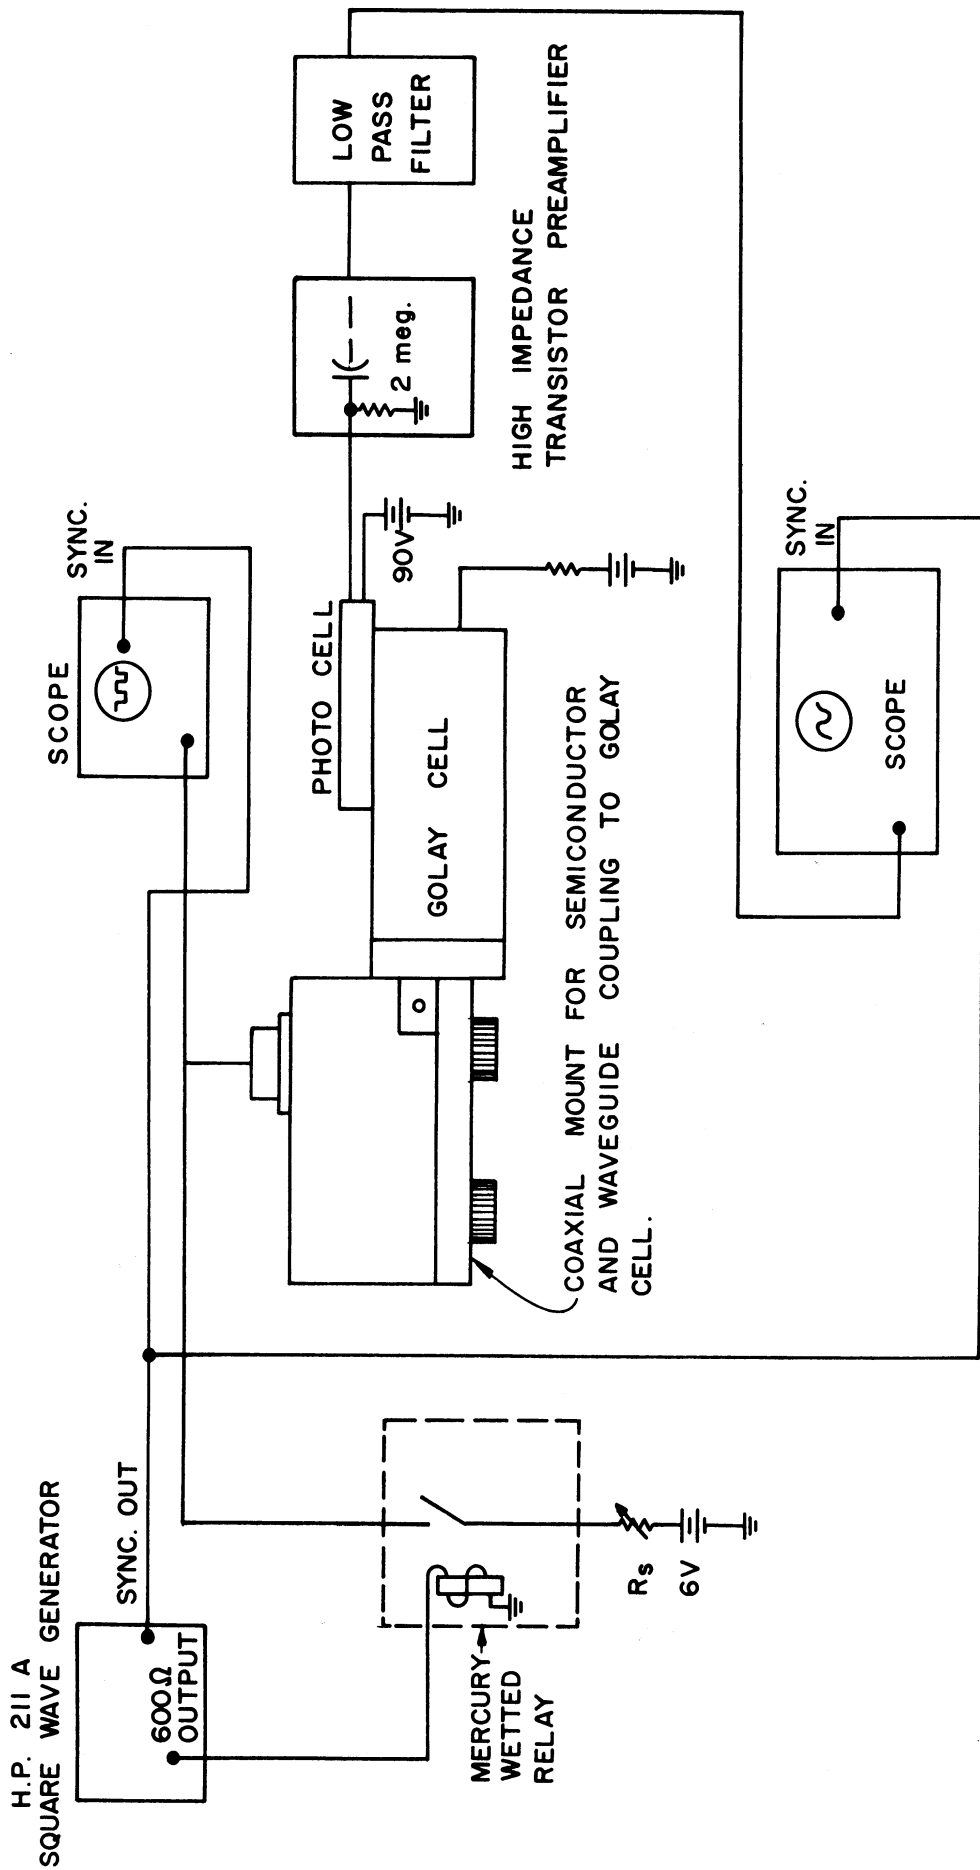 H.P. 211 A
SQUARE WAVE GENERATOR
SYNC. OUT
600Ω
OUTPUT
MERCURY
WETTED
RELAY
Rs
6V
SCOPE
SYNC.
IN
PHOTO CELL
90V
GOLAY CELL
COAXIAL MOUNT FOR SEMICONDUCTOR
AND WAVEGUIDE COUPLING TO GOLAY
CELL.
2 meg.
HIGH IMPEDANCE
TRANSISTOR PREAMPLIFIER
LOW
PASS
FILTER
SYNC.
IN
SCOPE